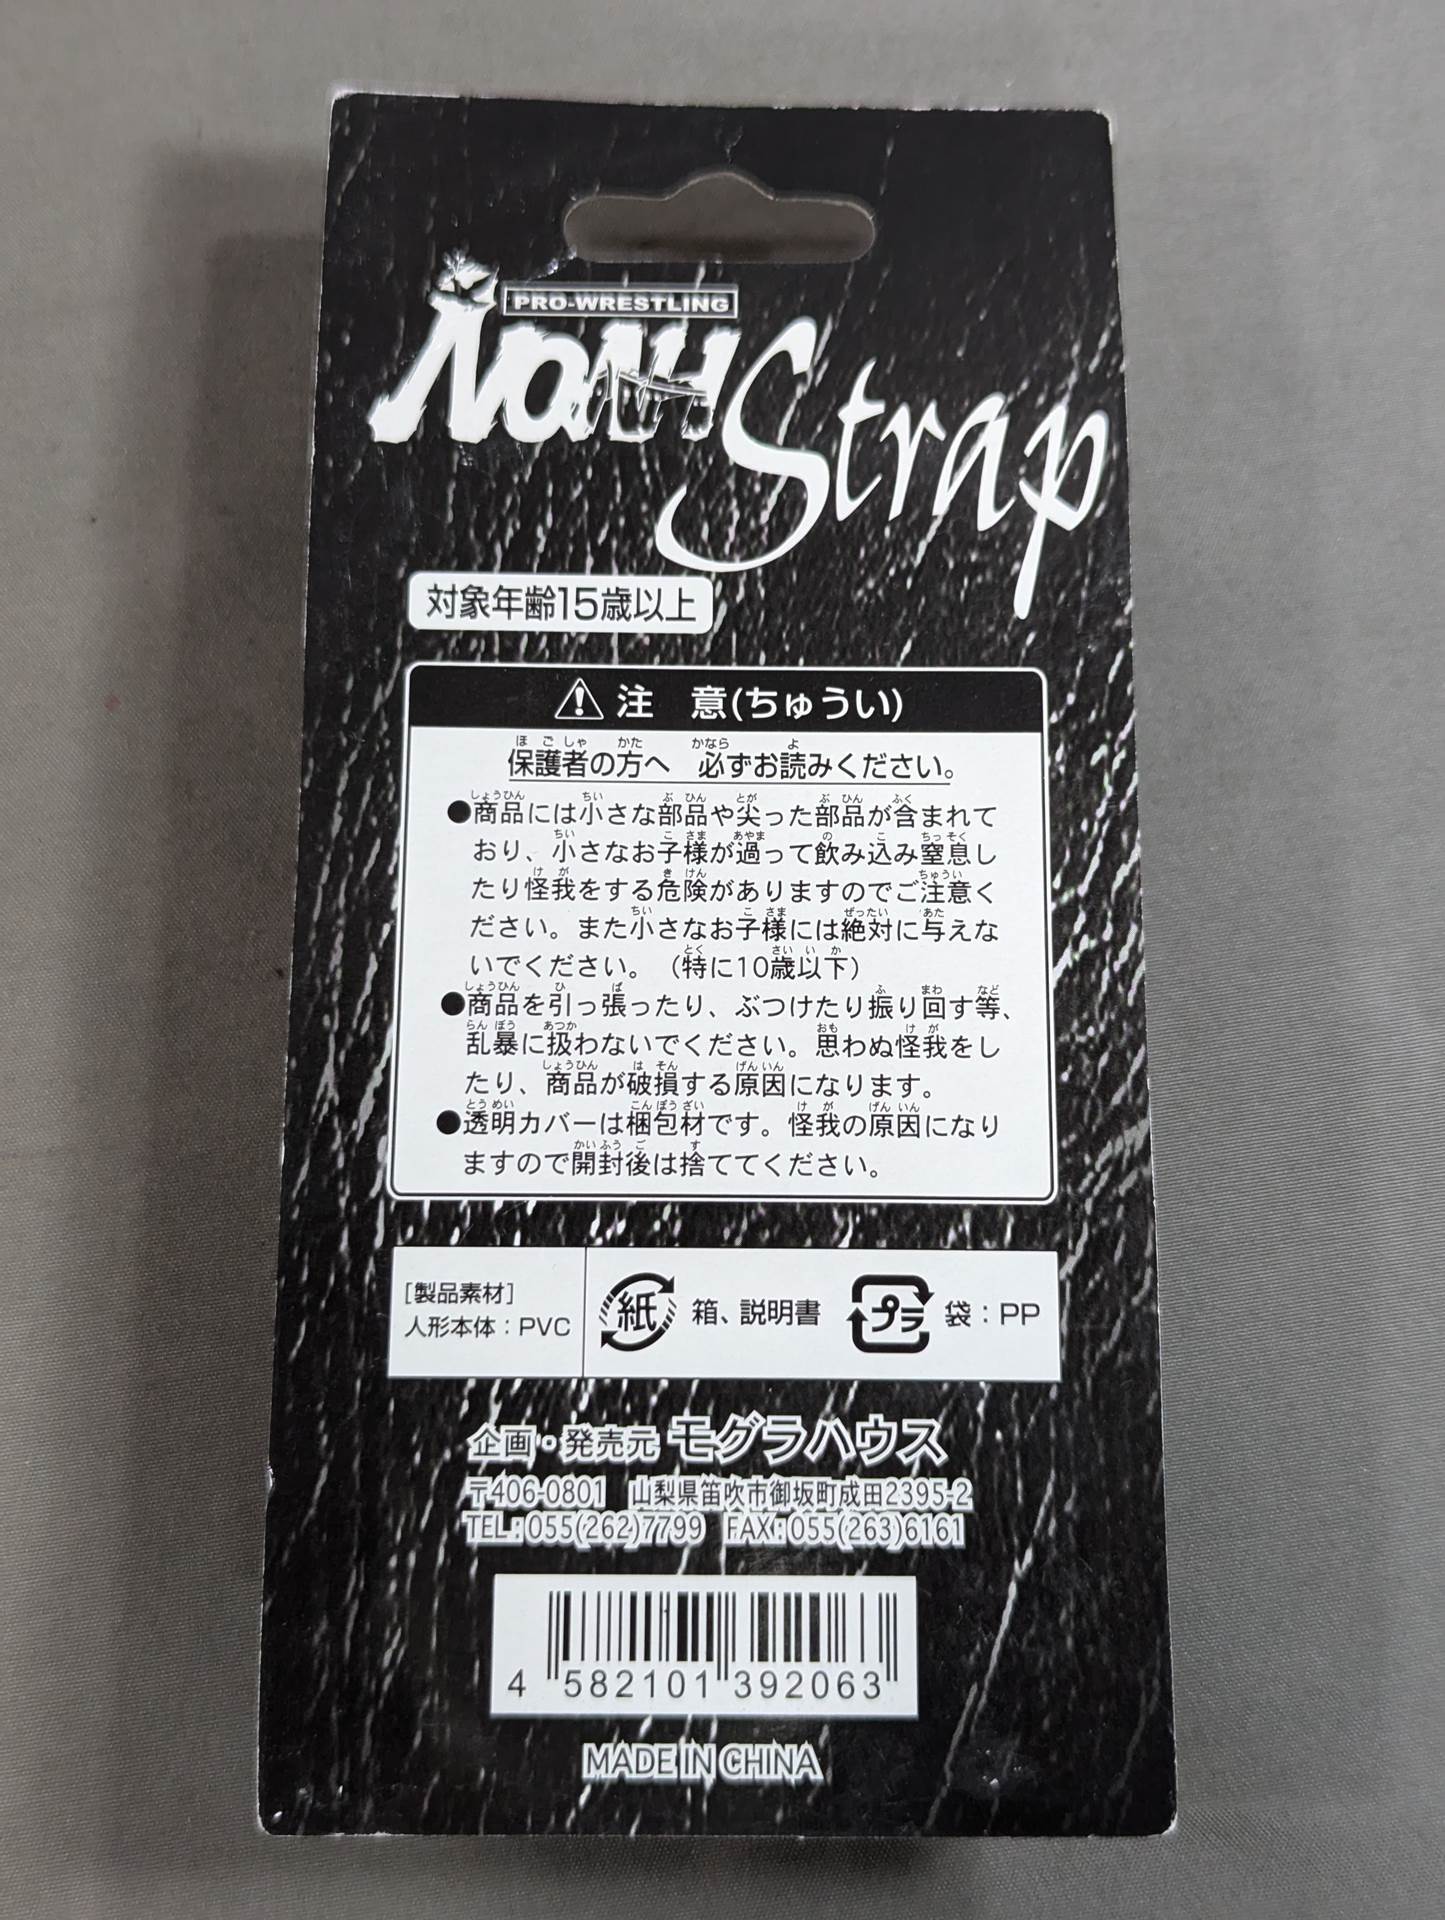 PRO-WRESTLING
NOAH Strap
対象年齢15歳以上
注 意(ちゅうい)
保護者の方へ 必ずお読みください。
●商品には小さな部品や尖った部品が含まれて
おり、小さなお子様が過って飲み込み窒息し
たり怪我をする危険がありますのでご注意く
ださい。また小さなお子様には絶対に与えな
いでください。（特に10歳以下）
●商品を引っ張ったり、ぶつけたり振り回す等、
乱暴に扱わないでください。思わぬ怪我をし
たり、商品が破損する原因になります。
●透明カバーは梱包材です。怪我の原因になり
ますので開封後は捨ててください。
[製品素材]
人形本体：PVC
紙 箱、説明書 プラ 袋：PP
企画・発売元 モグラハウス
〒406-0801 山梨県笛吹市御坂町成田2395-2
TEL:055(262)7799 FAX:055(263)6161
4 582101 392063
MADE IN CHINA